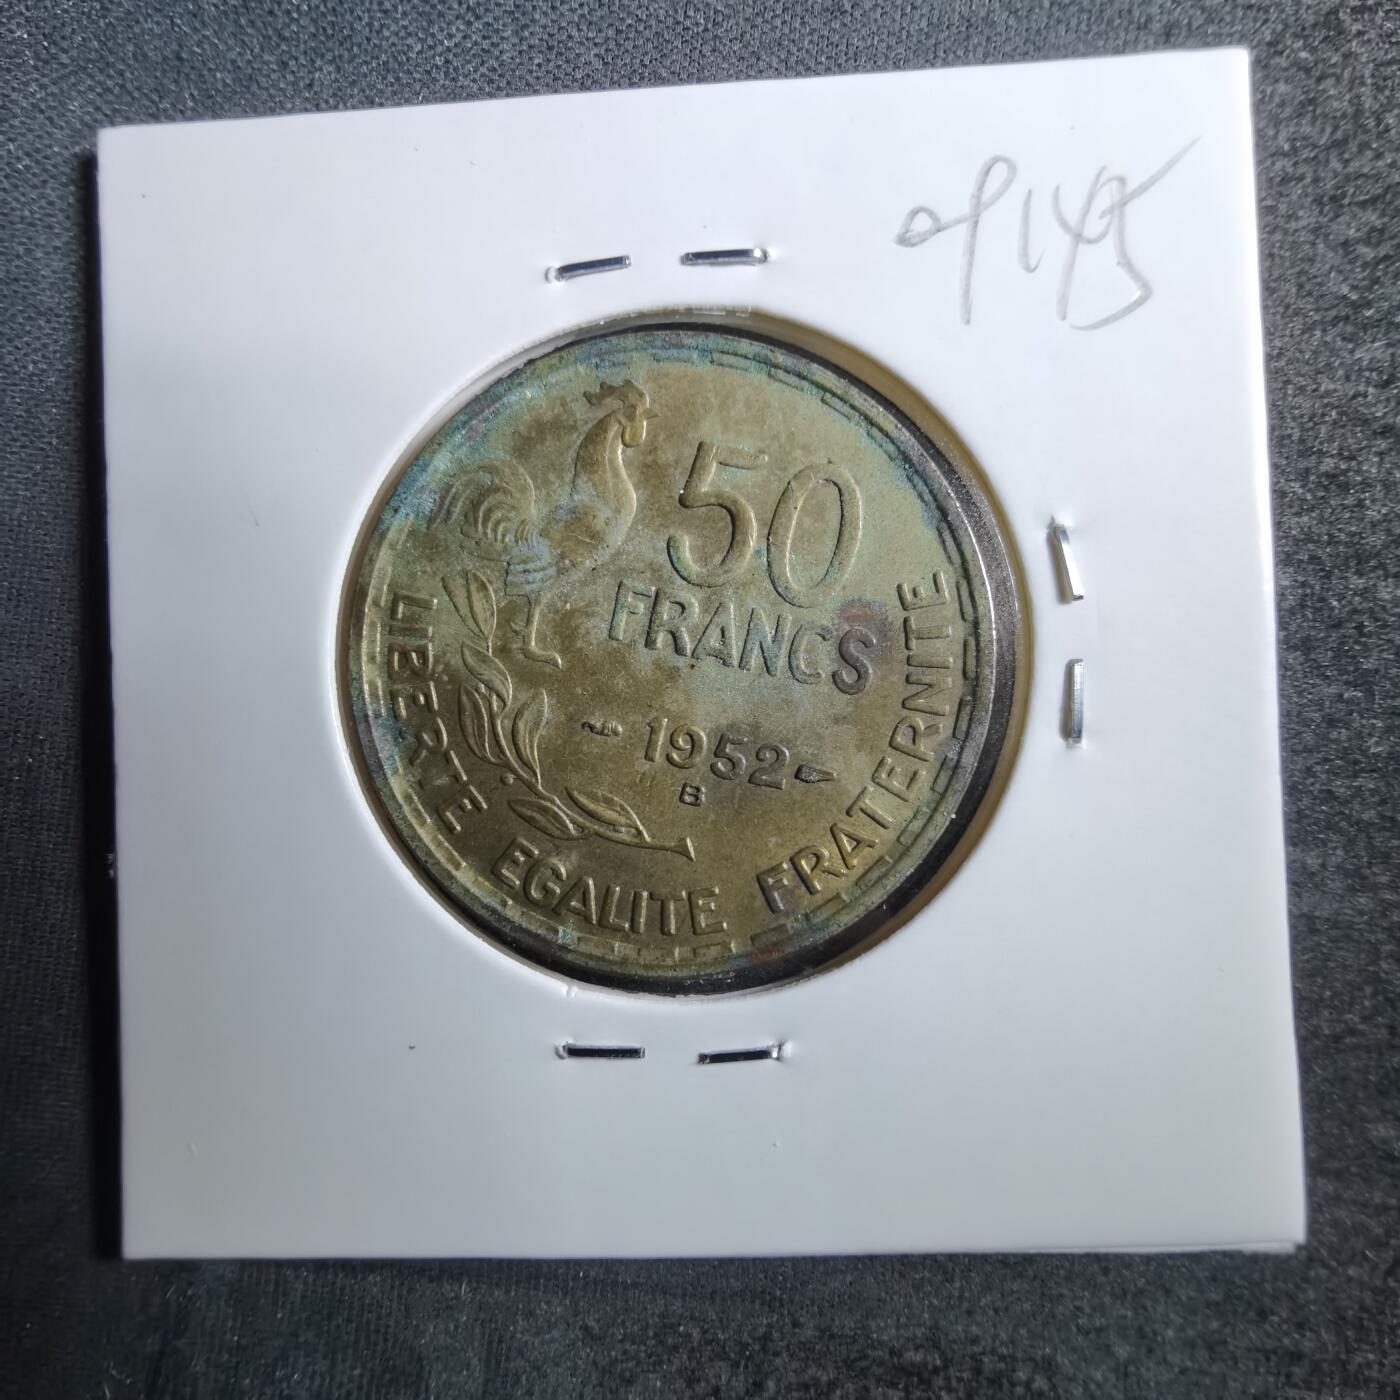 50
FRANCS
1952
B
LIBERTE EGALITE FRATERNITE